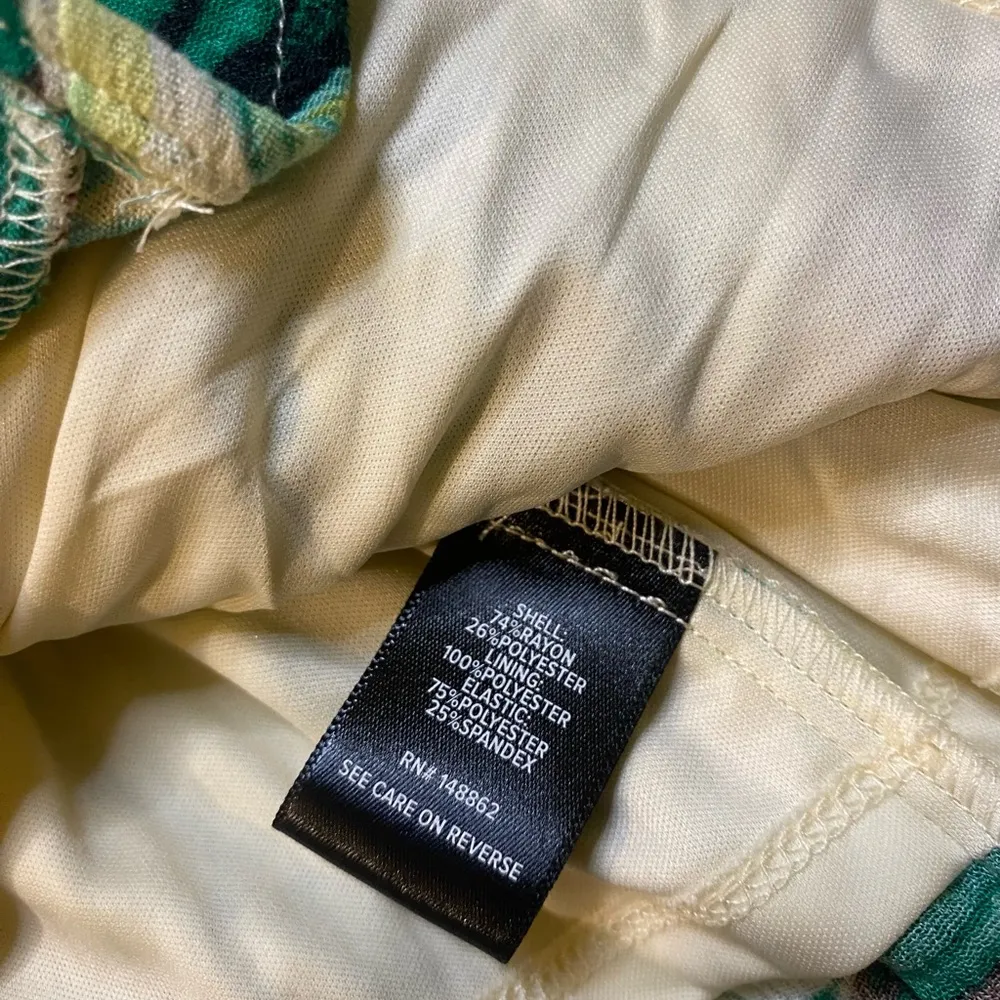 SHELL:
74%RAYON
26%POLYESTER
LINING:
100%POLYESTER
ELASTIC:
75%POLYESTER
25%SPANDEX
RN# 148862
SEE CARE ON REVERSE